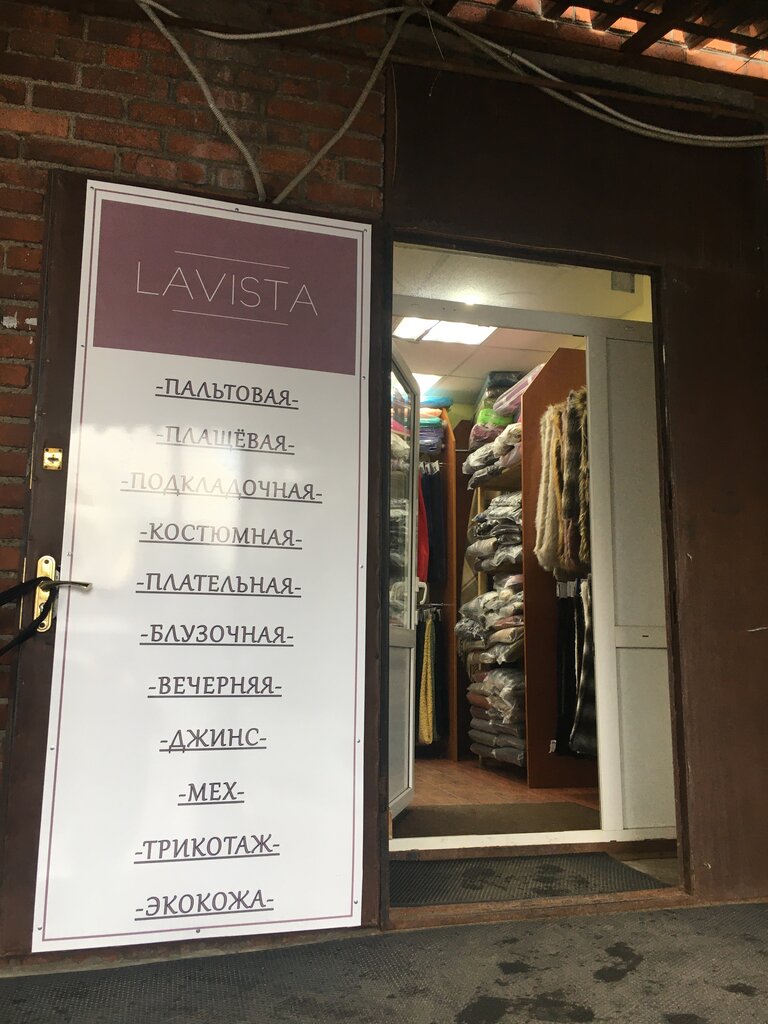 LAVISTA
-ПАЛЬТОВАЯ-
-ПЛАЩЁВАЯ-
-ПОДКЛАДОЧНАЯ-
-КОСТЮМНАЯ-
-ПЛАТЕЛЬНАЯ-
-БЛУЗОЧНАЯ-
-ВЕЧЕРНЯЯ-
-ДЖИНС-
-МЕХ-
-ТРИКОТАЖ-
-ЭКОКОЖА-